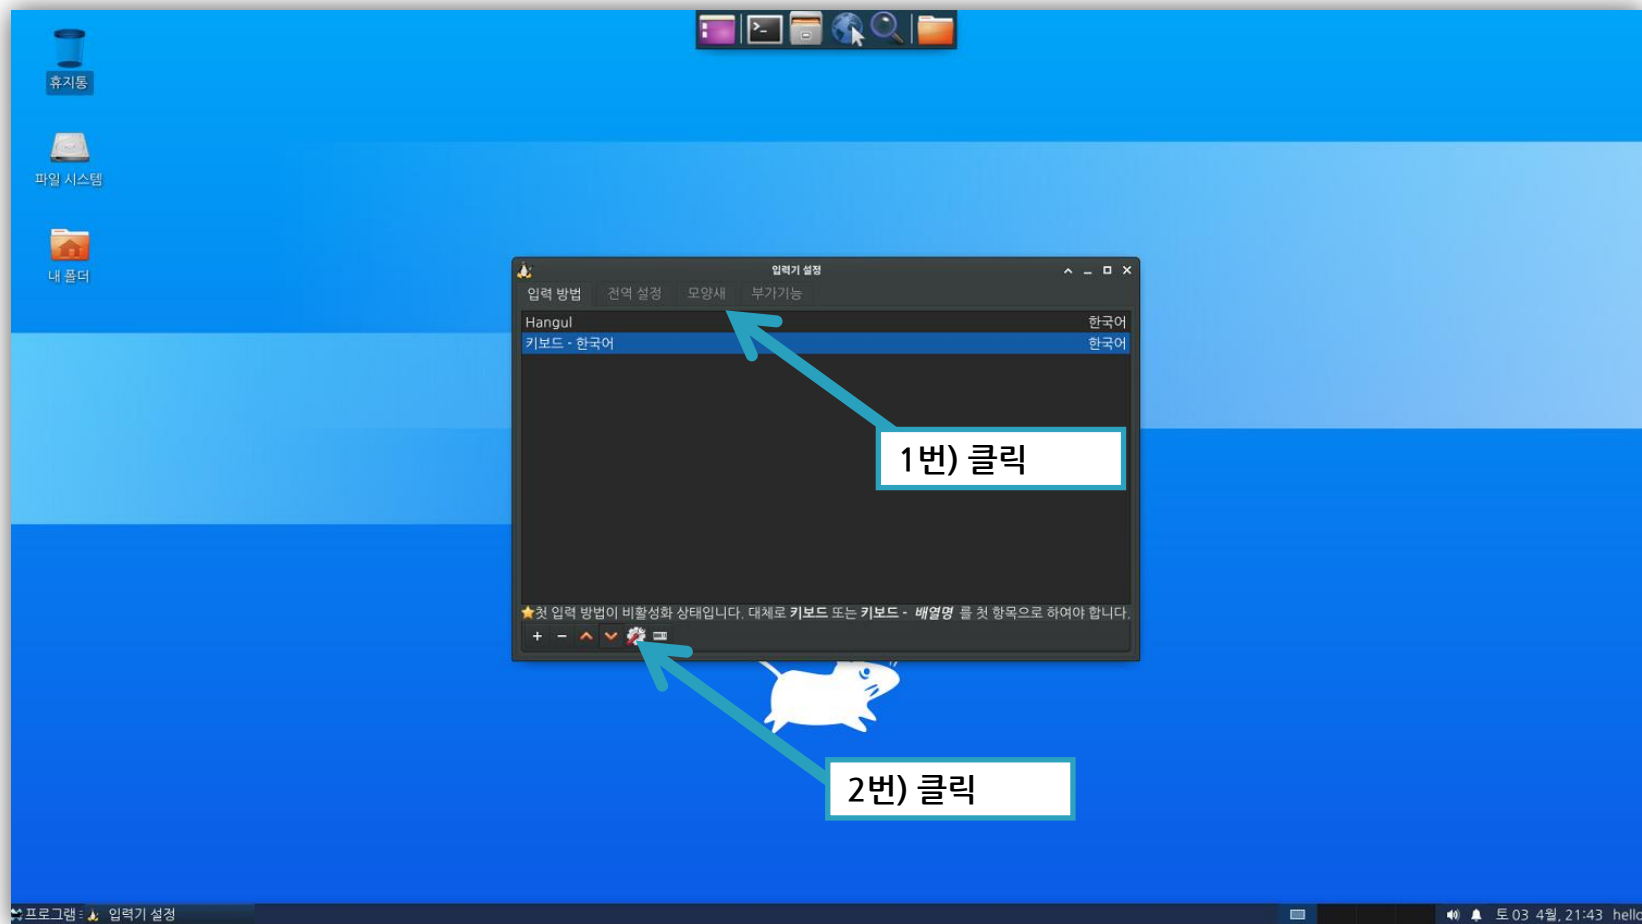 휴지통
파일 시스템
내 폴더
입력기 설정
입력 방법 전역 설정 모양새 부가기능
Hangul 한국어
키보드 - 한국어 한국어
1번) 클릭
첫 입력 방법이 비활성화 상태입니다. 대체로 키보드 또는 키보드 - 배열명 를 첫 항목으로 하여야 합니다.
2번) 클릭
프로그램 입력기 설정 토 03 4월, 21:43 hello